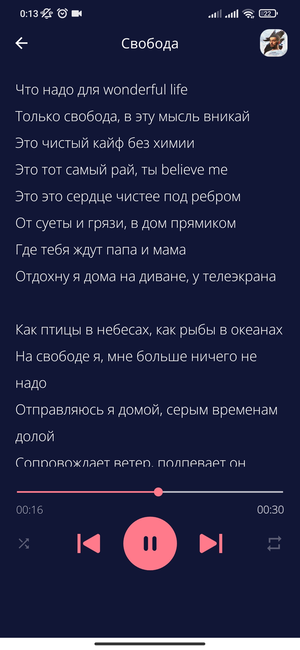 0:13
22
Свобода
Что надо для wonderful life
Только свобода, в эту мысль вникай
Это чистый кайф без химии
Это тот самый рай, ты believe me
Это это сердце чистее под ребром
От суеты и грязи, в дом прямиком
Где тебя ждут папа и мама
Отдохну я дома на диване, у телеэкрана
Как птицы в небесах, как рыбы в океанах
На свободе я, мне больше ничего не
надо
Отправляюсь я домой, серым временам
долой
Сопровождает ветер, подпевает он
00:16
00:30